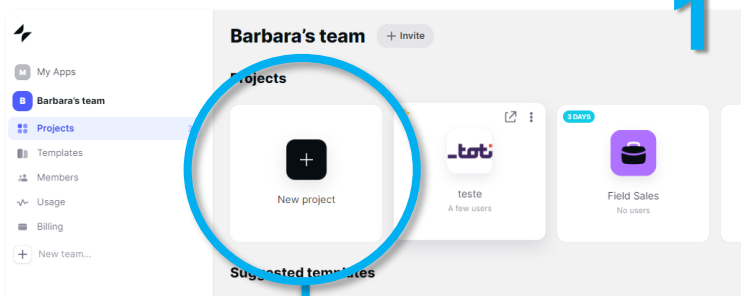 1
Barbara's team
+ Invite
M My Apps
B Barbara's team
Projects
Templates
Members
Usage
Billing
+ New team...
Projects
+
New project
_toti
teste
A few users
3 DAYS
Field Sales
No users
Suggested templates